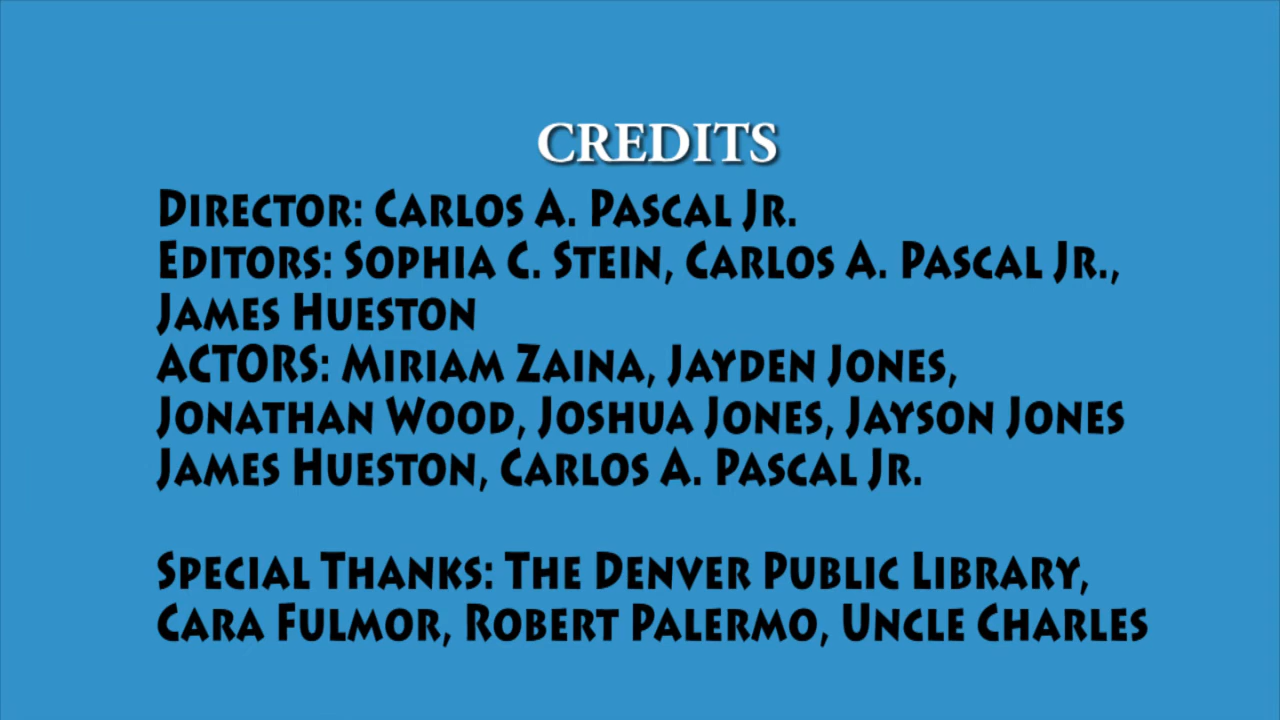 CREDITS
Director: Carlos A. Pascal Jr.
Editors: Sophia C. Stein, Carlos A. Pascal Jr.,
James Hueston
ACTORS: Miriam Zaina, Jayden Jones,
Jonathan Wood, Joshua Jones, Jayson Jones
James Hueston, Carlos A. Pascal Jr.
Special Thanks: The Denver Public Library,
Cara Fulmor, Robert Palermo, Uncle Charles